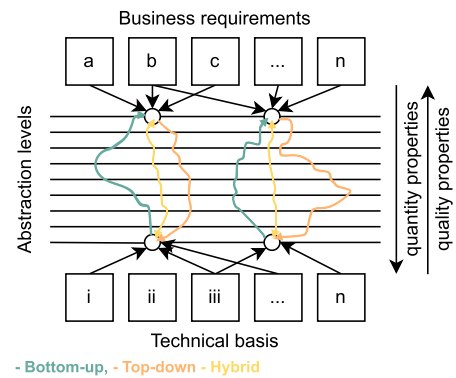 Business requirements
a b c ... n
Abstraction levels
quantity properties
quality properties
i ii iii ... n
Technical basis
- Bottom-up, - Top-down - Hybrid